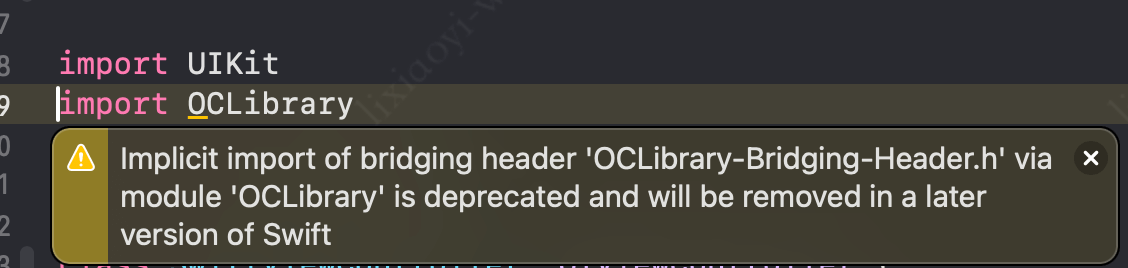 7
8
import UIKit
9
import OCLibrary
0
Implicit import of bridging header 'OCLibrary-Bridging-Header.h' via
1
module 'OCLibrary' is deprecated and will be removed in a later
2
version of Swift
3